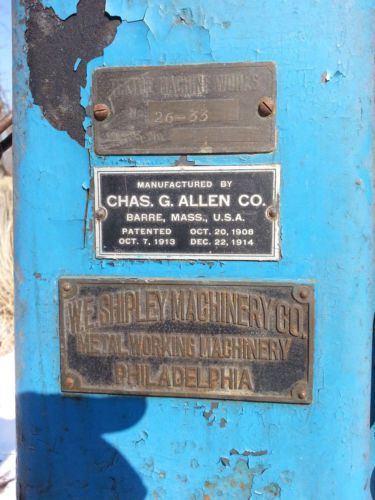 MACHINE WORKS
No. 26-33
MANUFACTURED BY
CHAS. G. ALLEN CO.
BARRE, MASS., U.S.A.
PATENTED OCT. 20, 1908
OCT. 7, 1913 DEC. 22, 1914
W.E. SHIPLEY MACHINERY CO.
METAL WORKING MACHINERY
PHILADELPHIA